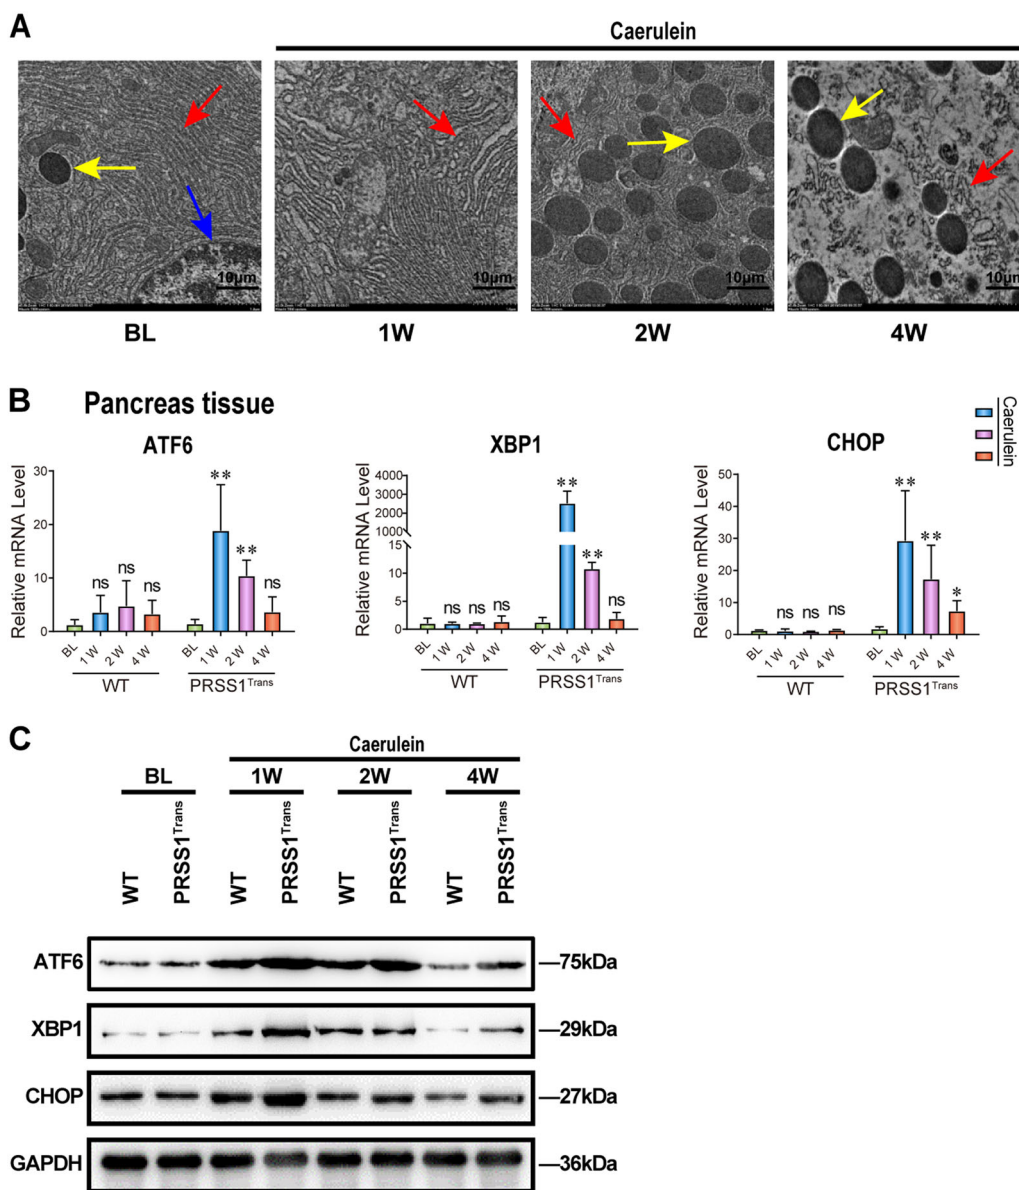 A
Caerulein
10μm
10μm
10μm
10μm
BL
1W
2W
4W
B
Pancreas tissue
Caerulein
ATF6
Relative mRNA Level
30
20
10
0
ns
ns
ns
**
**
ns
BL
1 W
2 W
4 W
BL
1 W
2 W
4 W
WT
PRSS1Trans
XBP1
Relative mRNA Level
4000
3000
2000
1000
15
10
5
0
ns
ns
ns
**
**
ns
BL
1 W
2 W
4 W
BL
1 W
2 W
4 W
WT
PRSS1Trans
CHOP
Relative mRNA Level
50
40
30
20
10
0
ns
ns
ns
**
**
*
BL
1 W
2 W
4 W
BL
1 W
2 W
4 W
WT
PRSS1Trans
C
Caerulein
BL
1W
2W
4W
WT
PRSS1Trans
WT
PRSS1Trans
WT
PRSS1Trans
WT
PRSS1Trans
ATF6
—75kDa
XBP1
—29kDa
CHOP
—27kDa
GAPDH
—36kDa